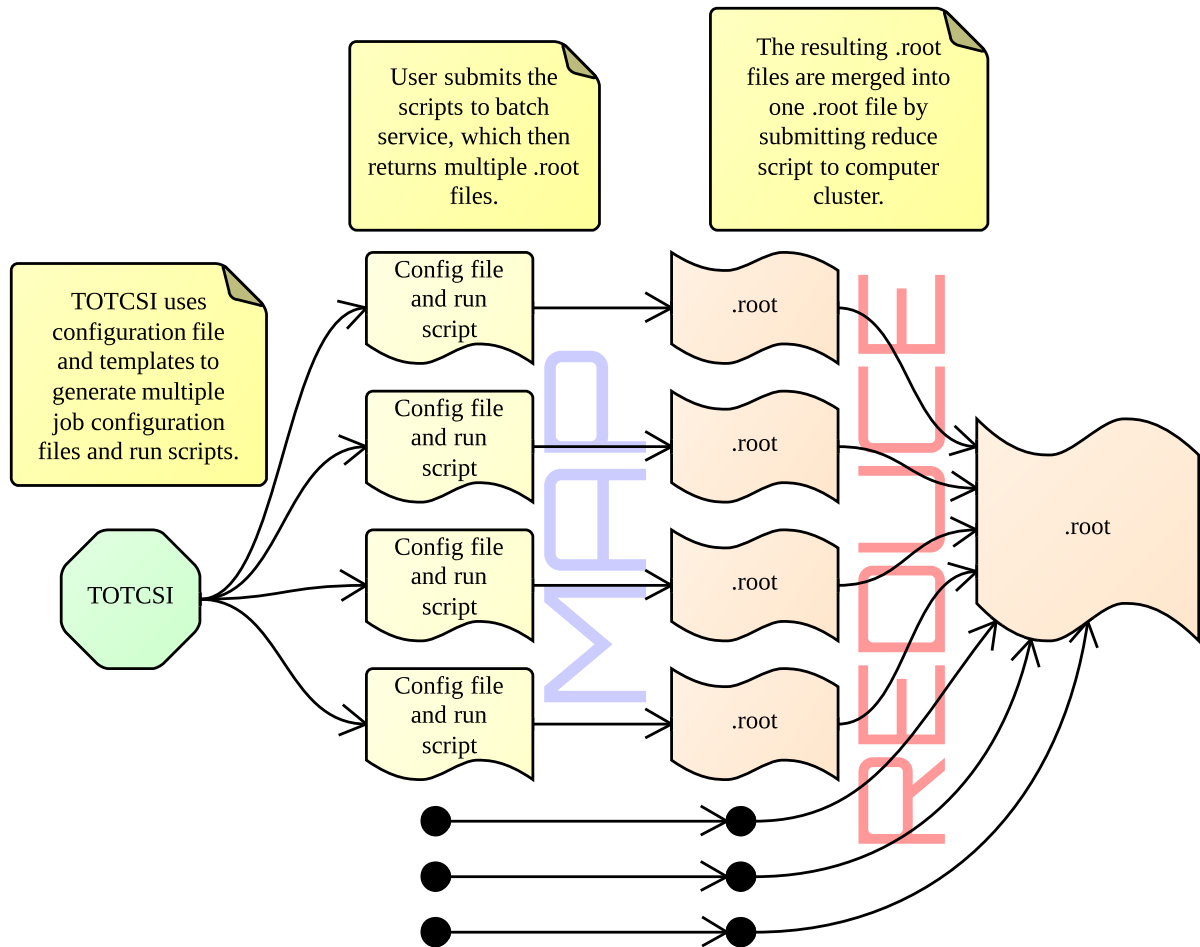 User submits the
scripts to batch
service, which then
returns multiple .root
files.
The resulting .root
files are merged into
one .root file by
submitting reduce
script to computer
cluster.
TOTCSI uses
configuration file
and templates to
generate multiple
job configuration
files and run scripts.
TOTCSI
Config file
and run
script
Config file
and run
script
Config file
and run
script
Config file
and run
script
MAP
.root
.root
.root
.root
REDUCE
.root